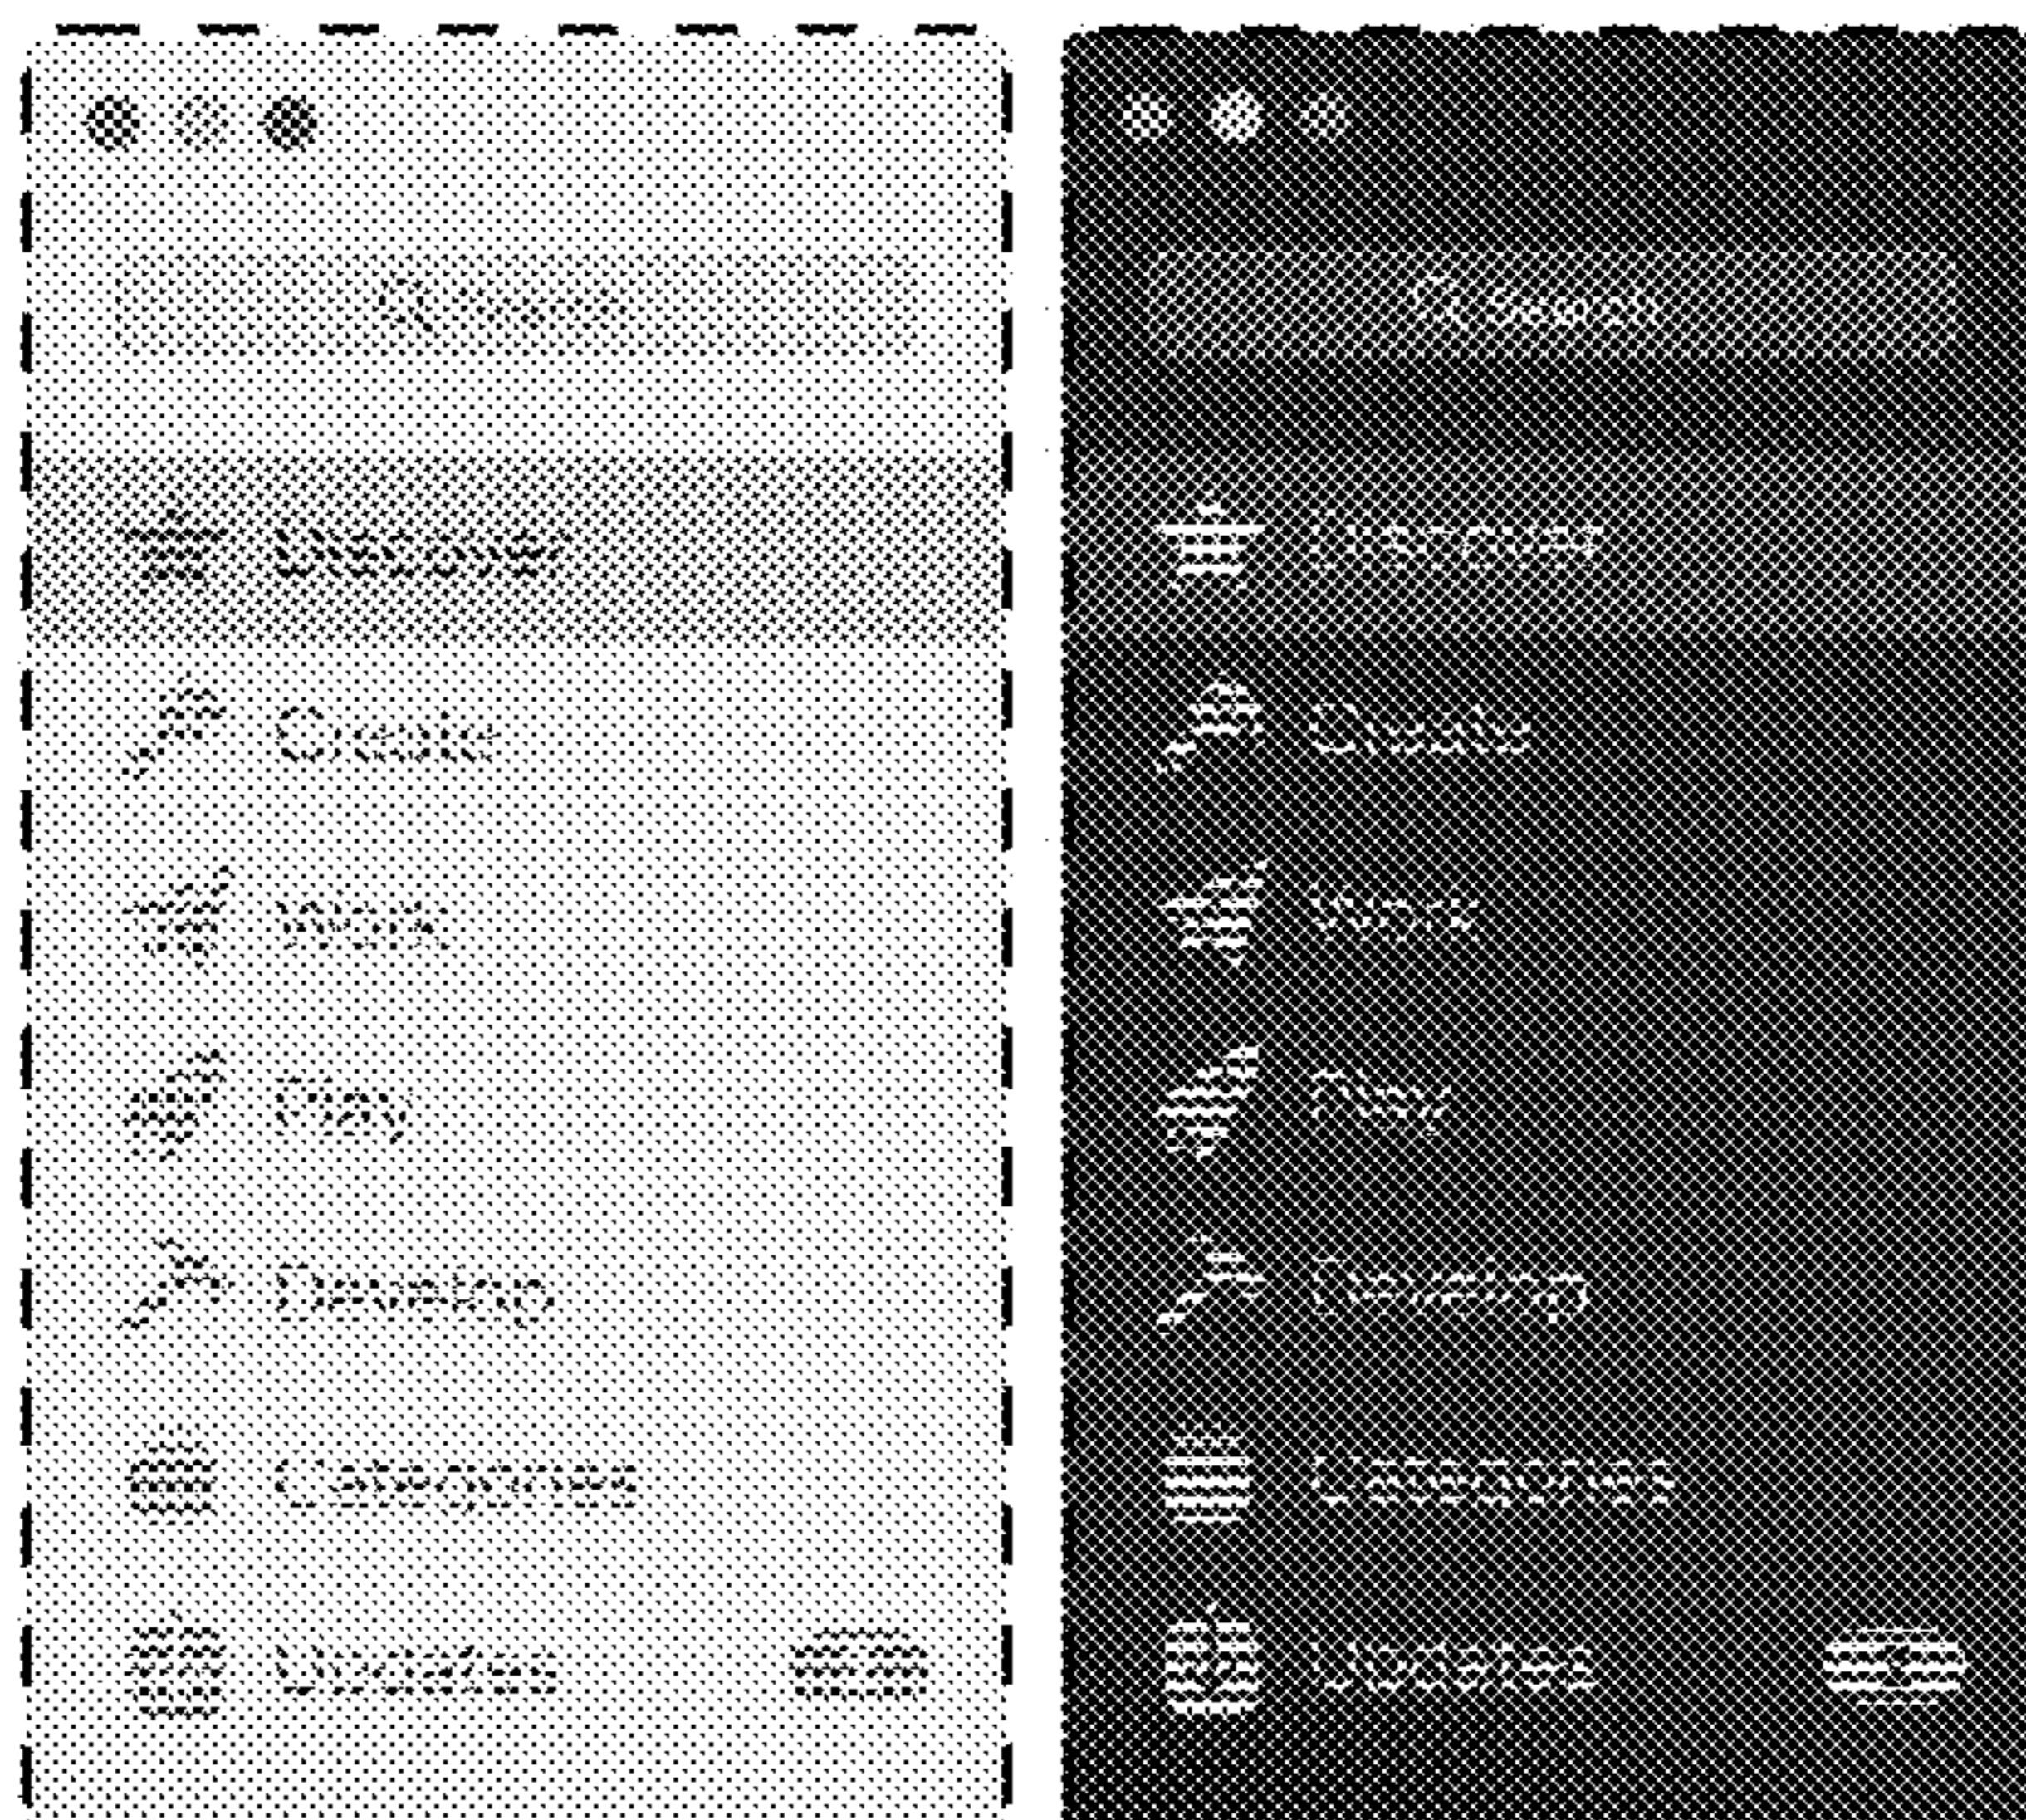 Search
Discover
Create
Work
Play
Develop
Categories
Updates
Search
Discover
Create
Work
Play
Develop
Categories
Updates